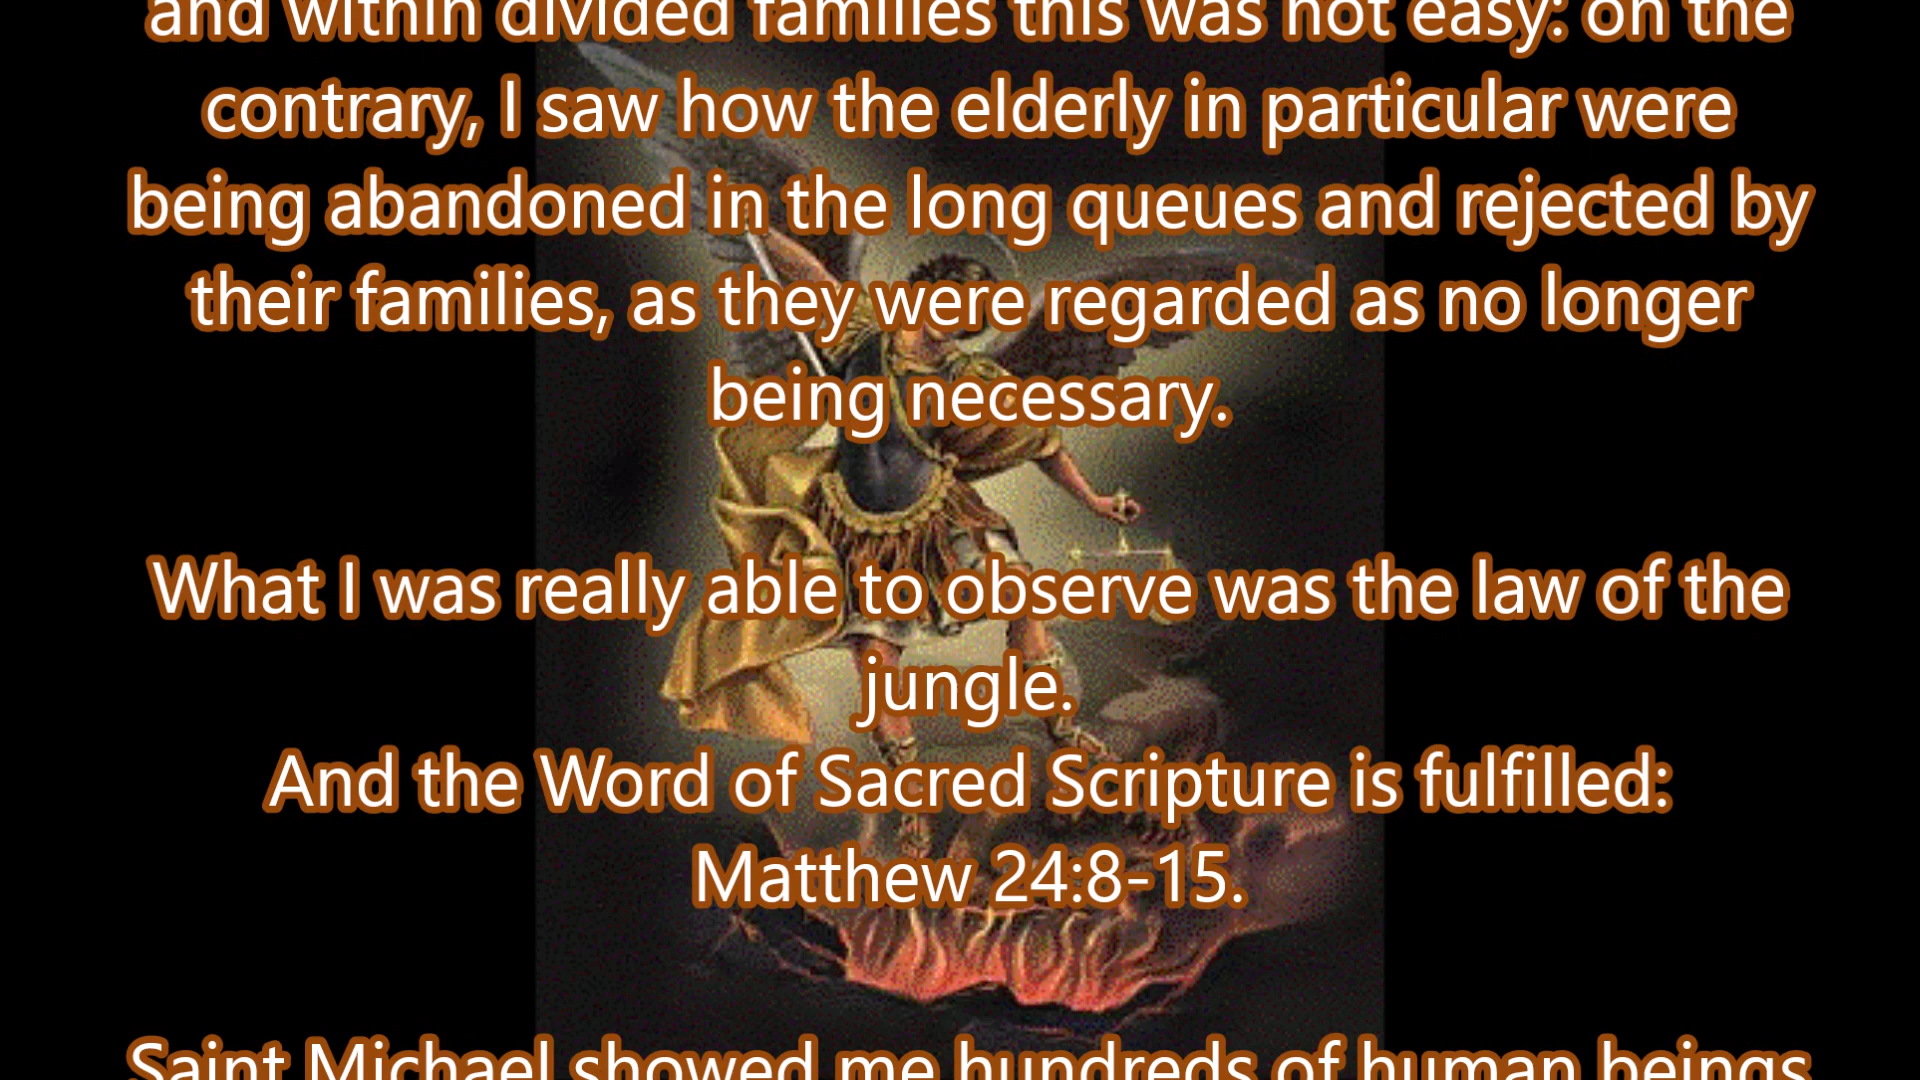 and within divided families this was not easy: on the
contrary, I saw how the elderly in particular were
being abandoned in the long queues and rejected by
their families, as they were regarded as no longer
being necessary.
What I was really able to observe was the law of the
jungle.
And the Word of Sacred Scripture is fulfilled:
Matthew 24:8-15.
Saint Michael showed me hundreds of human beings